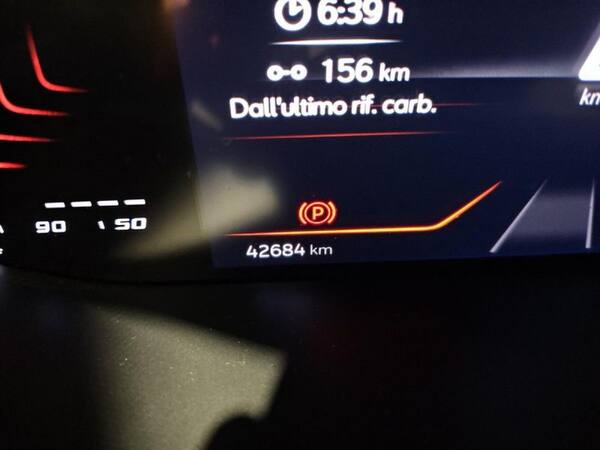 6:39 h
156 km
Dall'ultimo rif. carb.
P
90 150
42684 km